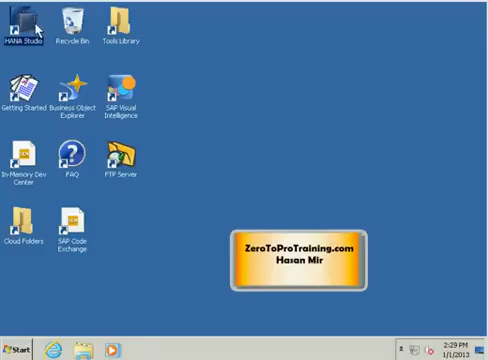 HANA Studio
Recycle Bin
Tools Library
Getting Started
Business Object
Explorer
SAP Visual
Intelligence
In-Memory Dev
Center
FAQ
FTP Server
Cloud Folders
SAP Code
Exchange
ZeroToProTraining.com
Hasan Mir
Start
2:29 PM
1/1/2013